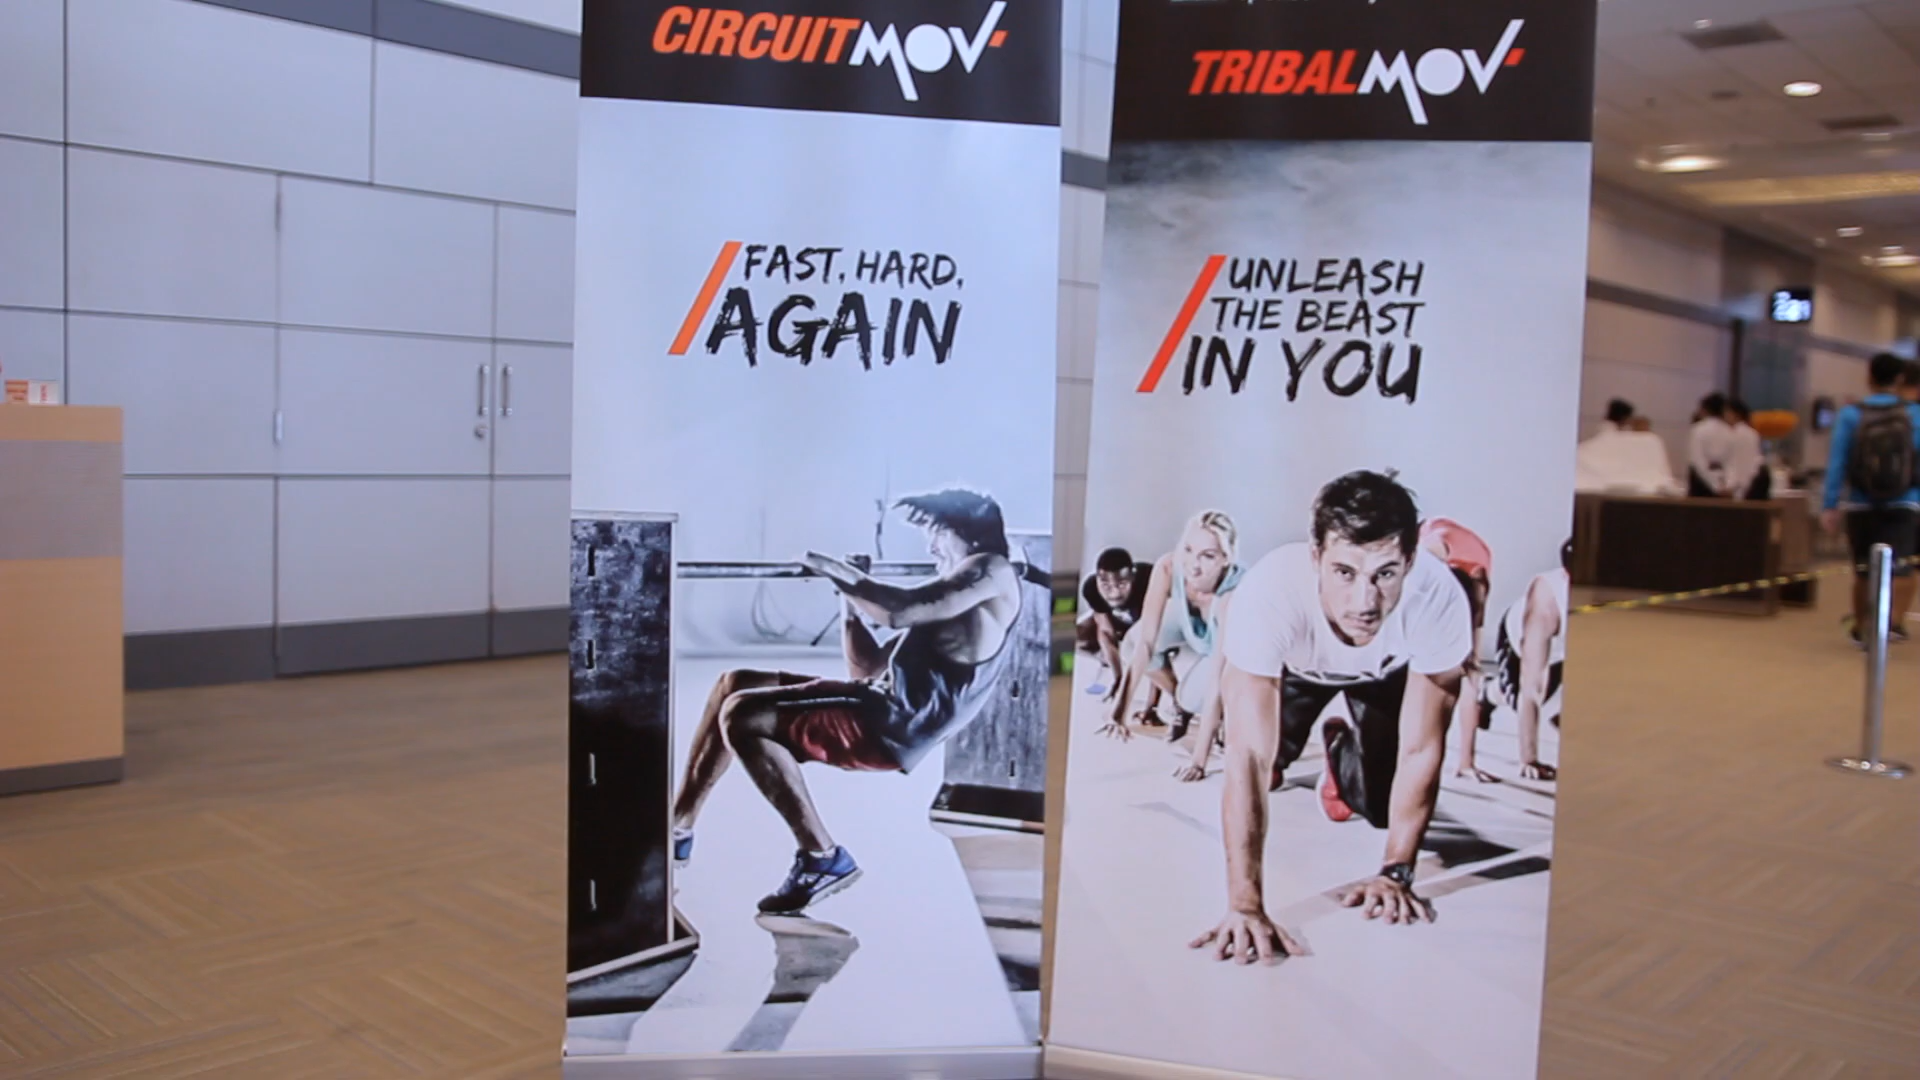 CIRCUITMOV
FAST, HARD,
AGAIN
TRIBALMOV
UNLEASH
THE BEAST
IN YOU